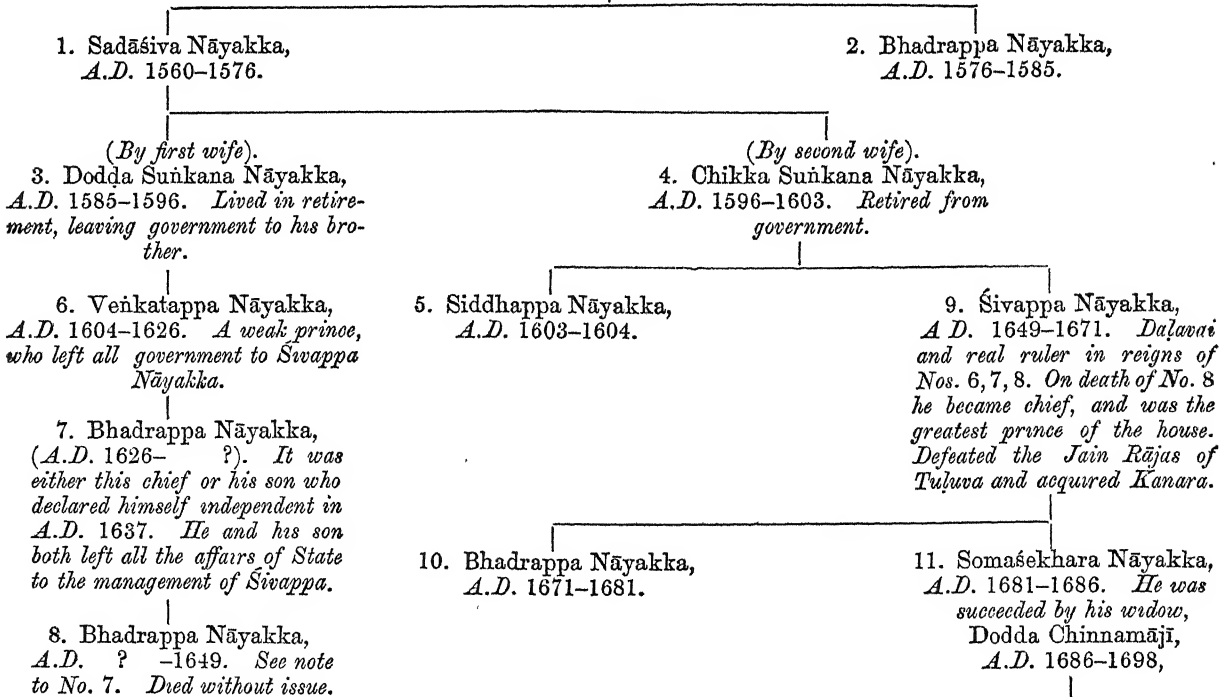 1. Sadāśiva Nāyakka,
A.D. 1560–1576.
2. Bhadrappa Nāyakka,
A.D. 1576–1585.
(By first wife).
3. Doḍḍa Suṅkana Nāyakka,
A.D. 1585–1596. Lived in retire-
ment, leaving government to his bro-
ther.
(By second wife).
4. Chikka Suṅkana Nāyakka,
A.D. 1596–1603. Retired from
government.
6. Veṅkatappa Nāyakka,
A.D. 1604–1626. A weak prince,
who left all government to Śivappa
Nāyakka.
5. Siddhappa Nāyakka,
A.D. 1603–1604.
9. Śivappa Nāyakka,
A D. 1649–1671. Daḷavai
and real ruler in reigns of
Nos. 6, 7, 8. On death of No. 8
he became chief, and was the
greatest prince of the house.
Defeated the Jain Rājas of
Tuḷuva and acquired Kanara.
7. Bhadrappa Nāyakka,
(A.D. 1626– ?). It was
either this chief or his son who
declared himself independent in
A.D. 1637. He and his son
both left all the affairs of State
to the management of Śivappa.
10. Bhadrappa Nāyakka,
A.D. 1671–1681.
11. Somaśekhara Nāyakka,
A.D. 1681–1686. He was
succeeded by his widow,
Dodda Chinnamājī,
A.D. 1686–1698,
8. Bhadrappa Nāyakka,
A.D. ? –1649. See note
to No. 7. Died without issue.